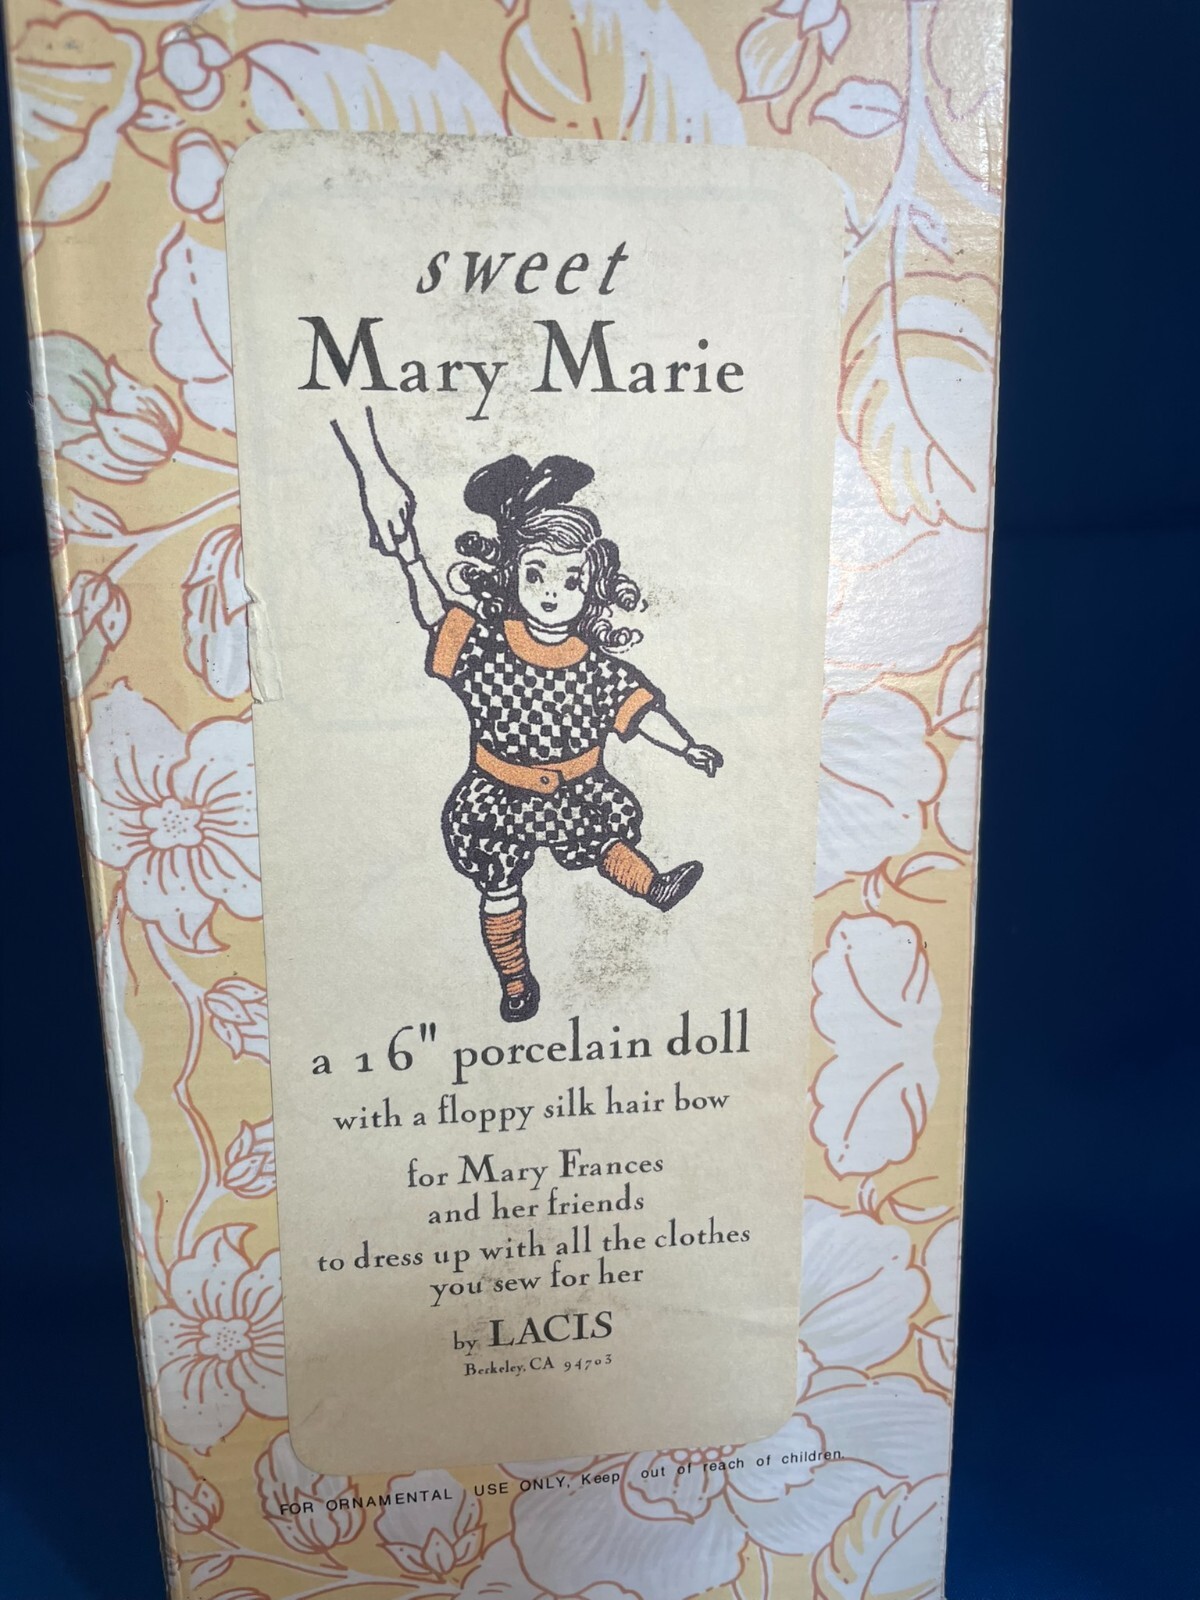 sweet
Mary Marie
a 16" porcelain doll
with a floppy silk hair bow
for Mary Frances
and her friends
to dress up with all the clothes
you sew for her
by LACIS
Berkeley, CA 94703
FOR ORNAMENTAL USE ONLY, Keep out of reach of children.